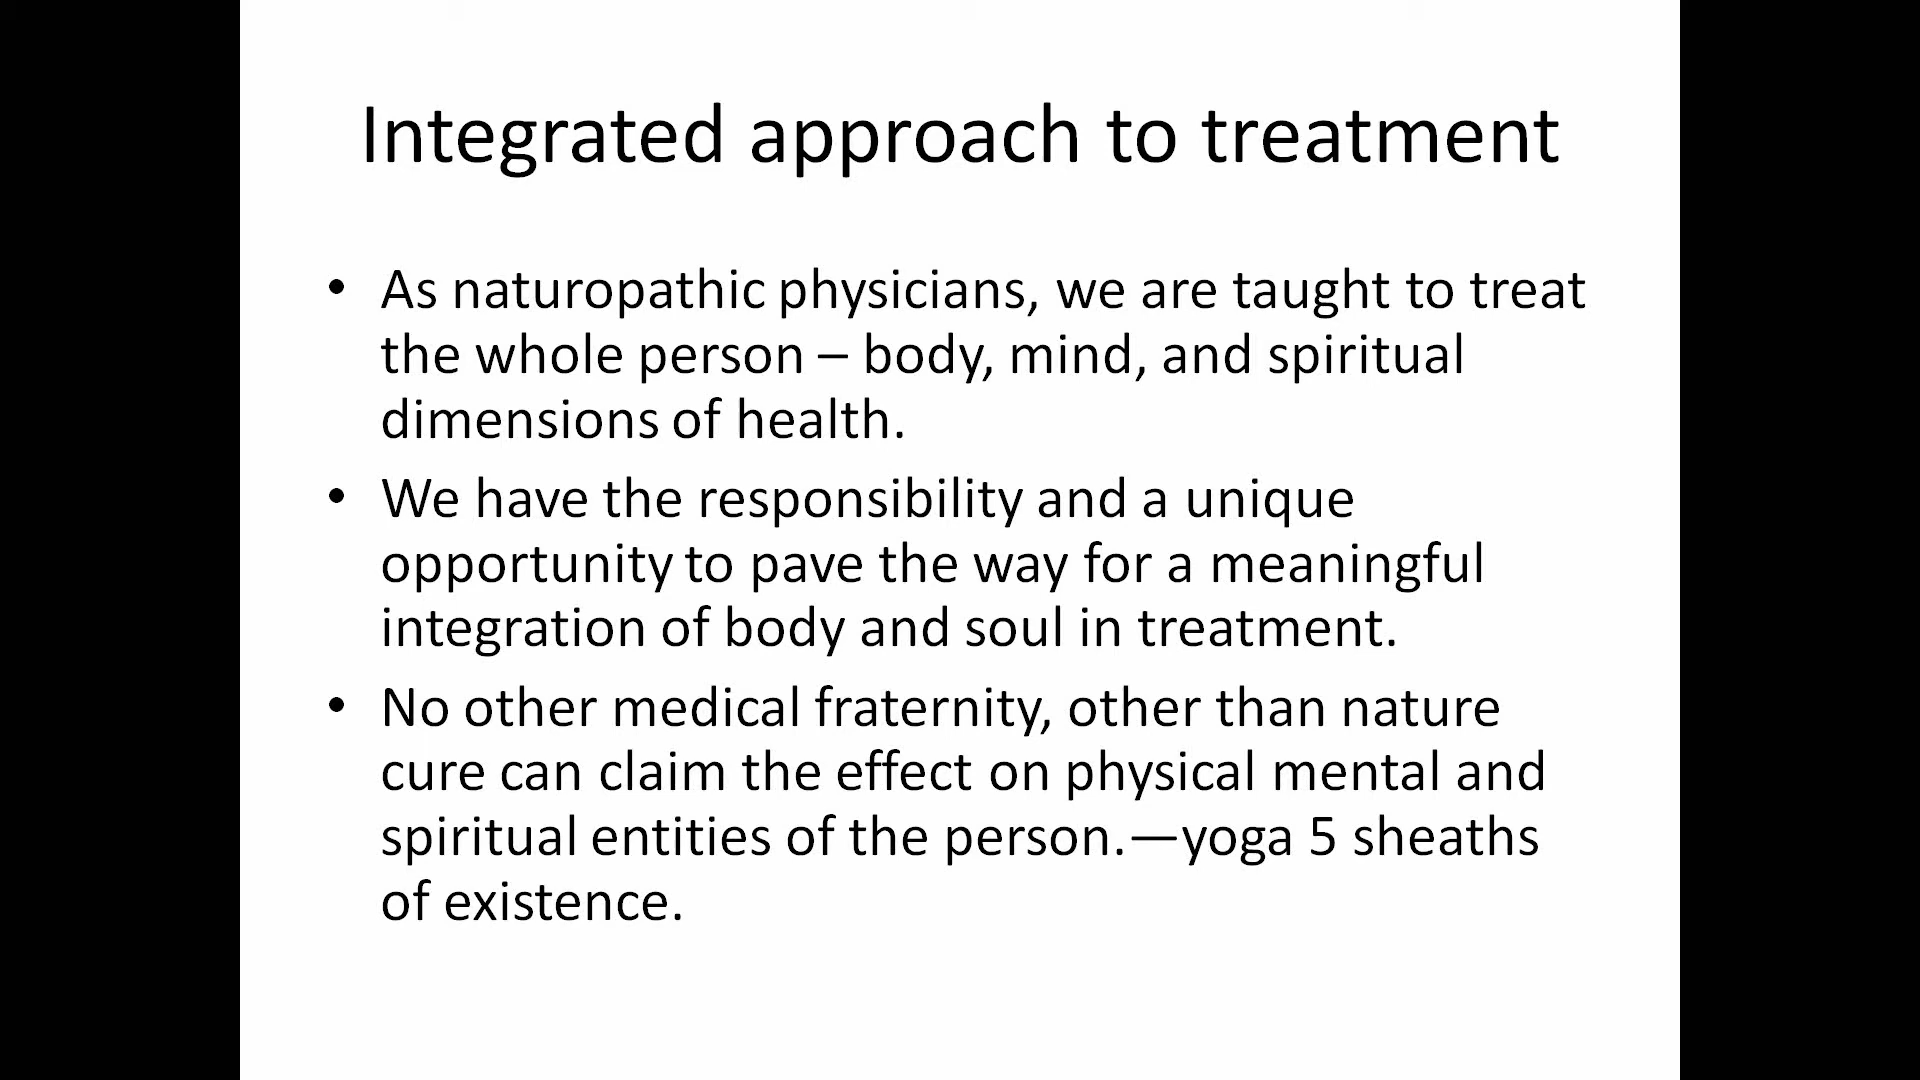 Integrated approach to treatment
• As naturopathic physicians, we are taught to treat
the whole person – body, mind, and spiritual
dimensions of health.
• We have the responsibility and a unique
opportunity to pave the way for a meaningful
integration of body and soul in treatment.
• No other medical fraternity, other than nature
cure can claim the effect on physical mental and
spiritual entities of the person.—yoga 5 sheaths
of existence.